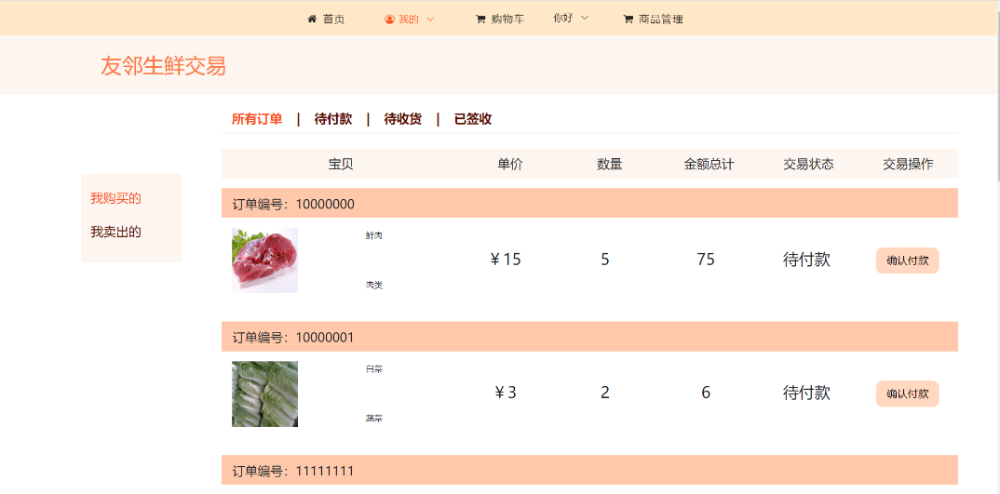 首页 我的 购物车 你好 商品管理
友邻生鲜交易
所有订单 | 待付款 | 待收货 | 已签收
宝贝 单价 数量 金额总计 交易状态 交易操作
我购买的
我卖出的
订单编号：10000000
鲜肉
肉类
￥15 5 75 待付款 确认付款
订单编号：10000001
白菜
蔬菜
￥3 2 6 待付款 确认付款
订单编号：11111111